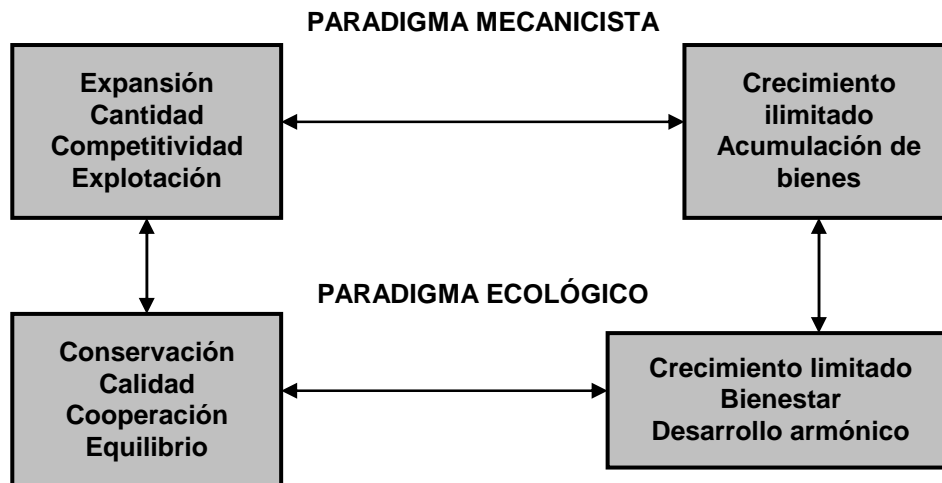 PARADIGMA MECANICISTA
Expansión
Cantidad
Competitividad
Explotación
Crecimiento
ilimitado
Acumulación de
bienes
PARADIGMA ECOLÓGICO
Conservación
Calidad
Cooperación
Equilibrio
Crecimiento limitado
Bienestar
Desarrollo armónico